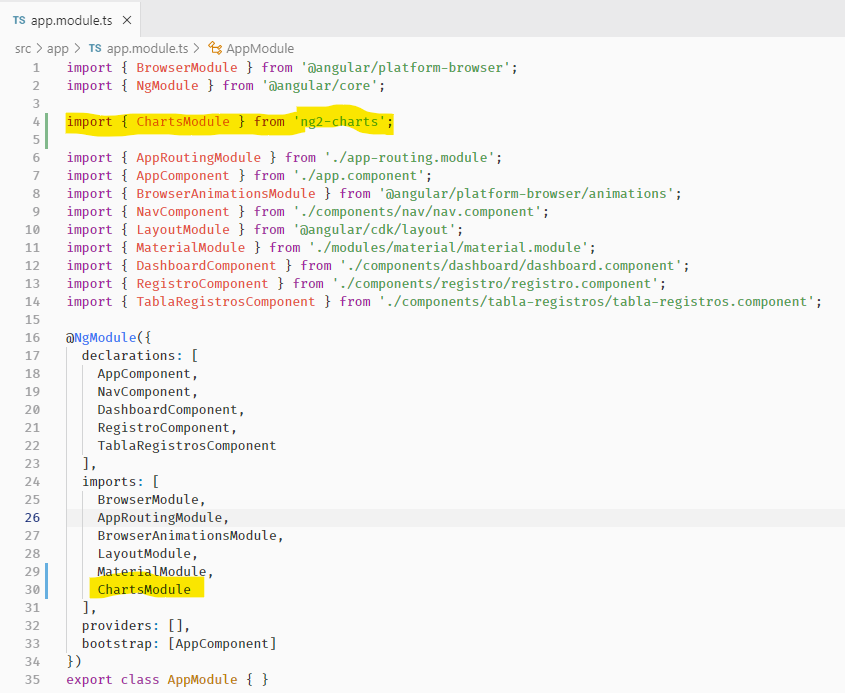 TS app.module.ts ×
src > app > TS app.module.ts > AppModule
1 import { BrowserModule } from '@angular/platform-browser';
2 import { NgModule } from '@angular/core';
3
4 import { ChartsModule } from 'ng2-charts';
5
6 import { AppRoutingModule } from './app-routing.module';
7 import { AppComponent } from './app.component';
8 import { BrowserAnimationsModule } from '@angular/platform-browser/animations';
9 import { NavComponent } from './components/nav/nav.component';
10 import { LayoutModule } from '@angular/cdk/layout';
11 import { MaterialModule } from './modules/material/material.module';
12 import { DashboardComponent } from './components/dashboard/dashboard.component';
13 import { RegistroComponent } from './components/registro/registro.component';
14 import { TablaRegistrosComponent } from './components/tabla-registros/tabla-registros.component';
15
16 @NgModule({
17   declarations: [
18     AppComponent,
19     NavComponent,
20     DashboardComponent,
21     RegistroComponent,
22     TablaRegistrosComponent
23   ],
24   imports: [
25     BrowserModule,
26     AppRoutingModule,
27     BrowserAnimationsModule,
28     LayoutModule,
29     MaterialModule,
30     ChartsModule
31   ],
32   providers: [],
33   bootstrap: [AppComponent]
34 })
35 export class AppModule { }